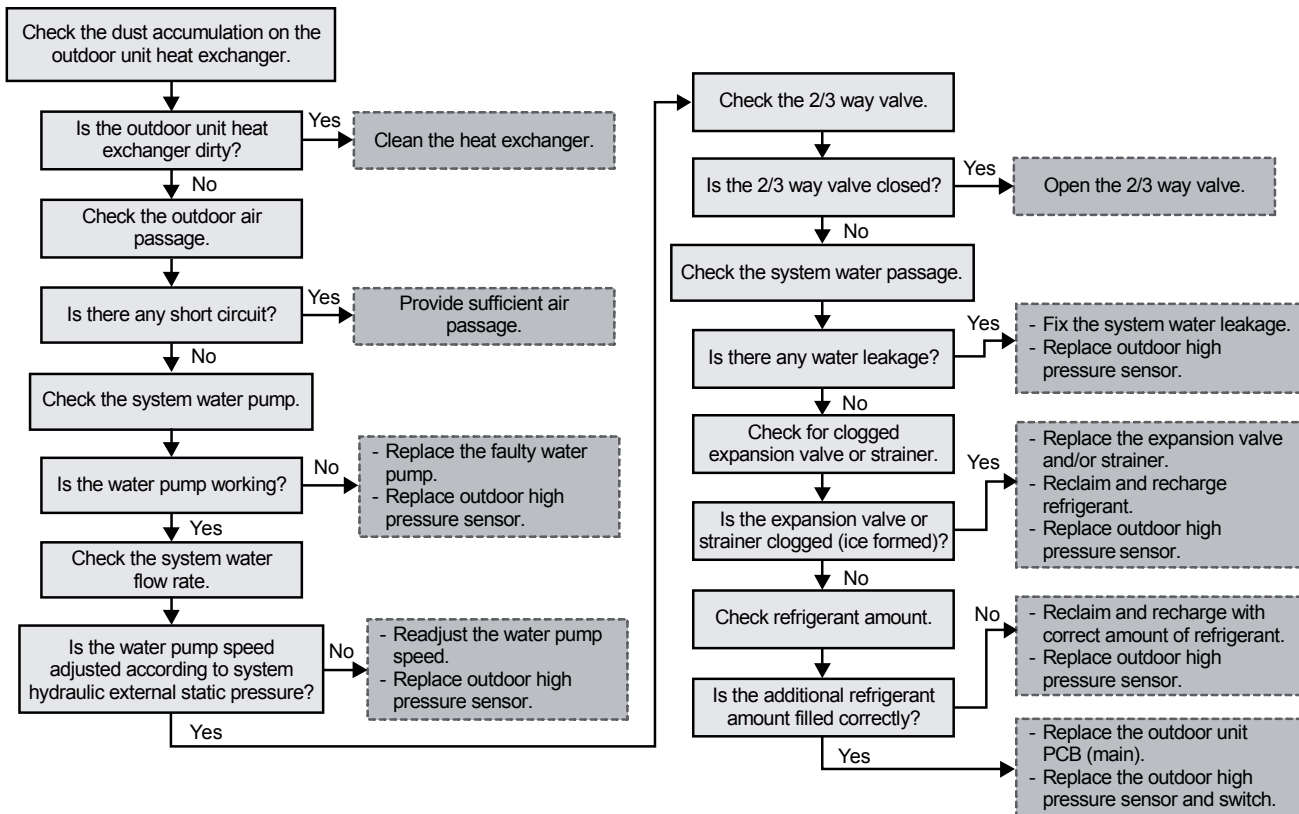 Check the dust accumulation on the
outdoor unit heat exchanger.
Is the outdoor unit heat
exchanger dirty?
Yes
Clean the heat exchanger.
No
Check the outdoor air
passage.
Is there any short circuit?
Yes
Provide sufficient air
passage.
No
Check the system water pump.
Is the water pump working?
No
- Replace the faulty water
pump.
- Replace outdoor high
pressure sensor.
Yes
Check the system water
flow rate.
Is the water pump speed
adjusted according to system
hydraulic external static pressure?
No
- Readjust the water pump
speed.
- Replace outdoor high
pressure sensor.
Yes
Check the 2/3 way valve.
Is the 2/3 way valve closed?
Yes
Open the 2/3 way valve.
No
Check the system water passage.
Is there any water leakage?
Yes
- Fix the system water leakage.
- Replace outdoor high
pressure sensor.
No
Check for clogged
expansion valve or strainer.
Is the expansion valve or
strainer clogged (ice formed)?
Yes
- Replace the expansion valve
and/or strainer.
- Reclaim and recharge
refrigerant.
- Replace outdoor high
pressure sensor.
No
Check refrigerant amount.
Is the additional refrigerant
amount filled correctly?
No
- Reclaim and recharge with
correct amount of refrigerant.
- Replace outdoor high
pressure sensor.
Yes
- Replace the outdoor unit
PCB (main).
- Replace the outdoor high
pressure sensor and switch.